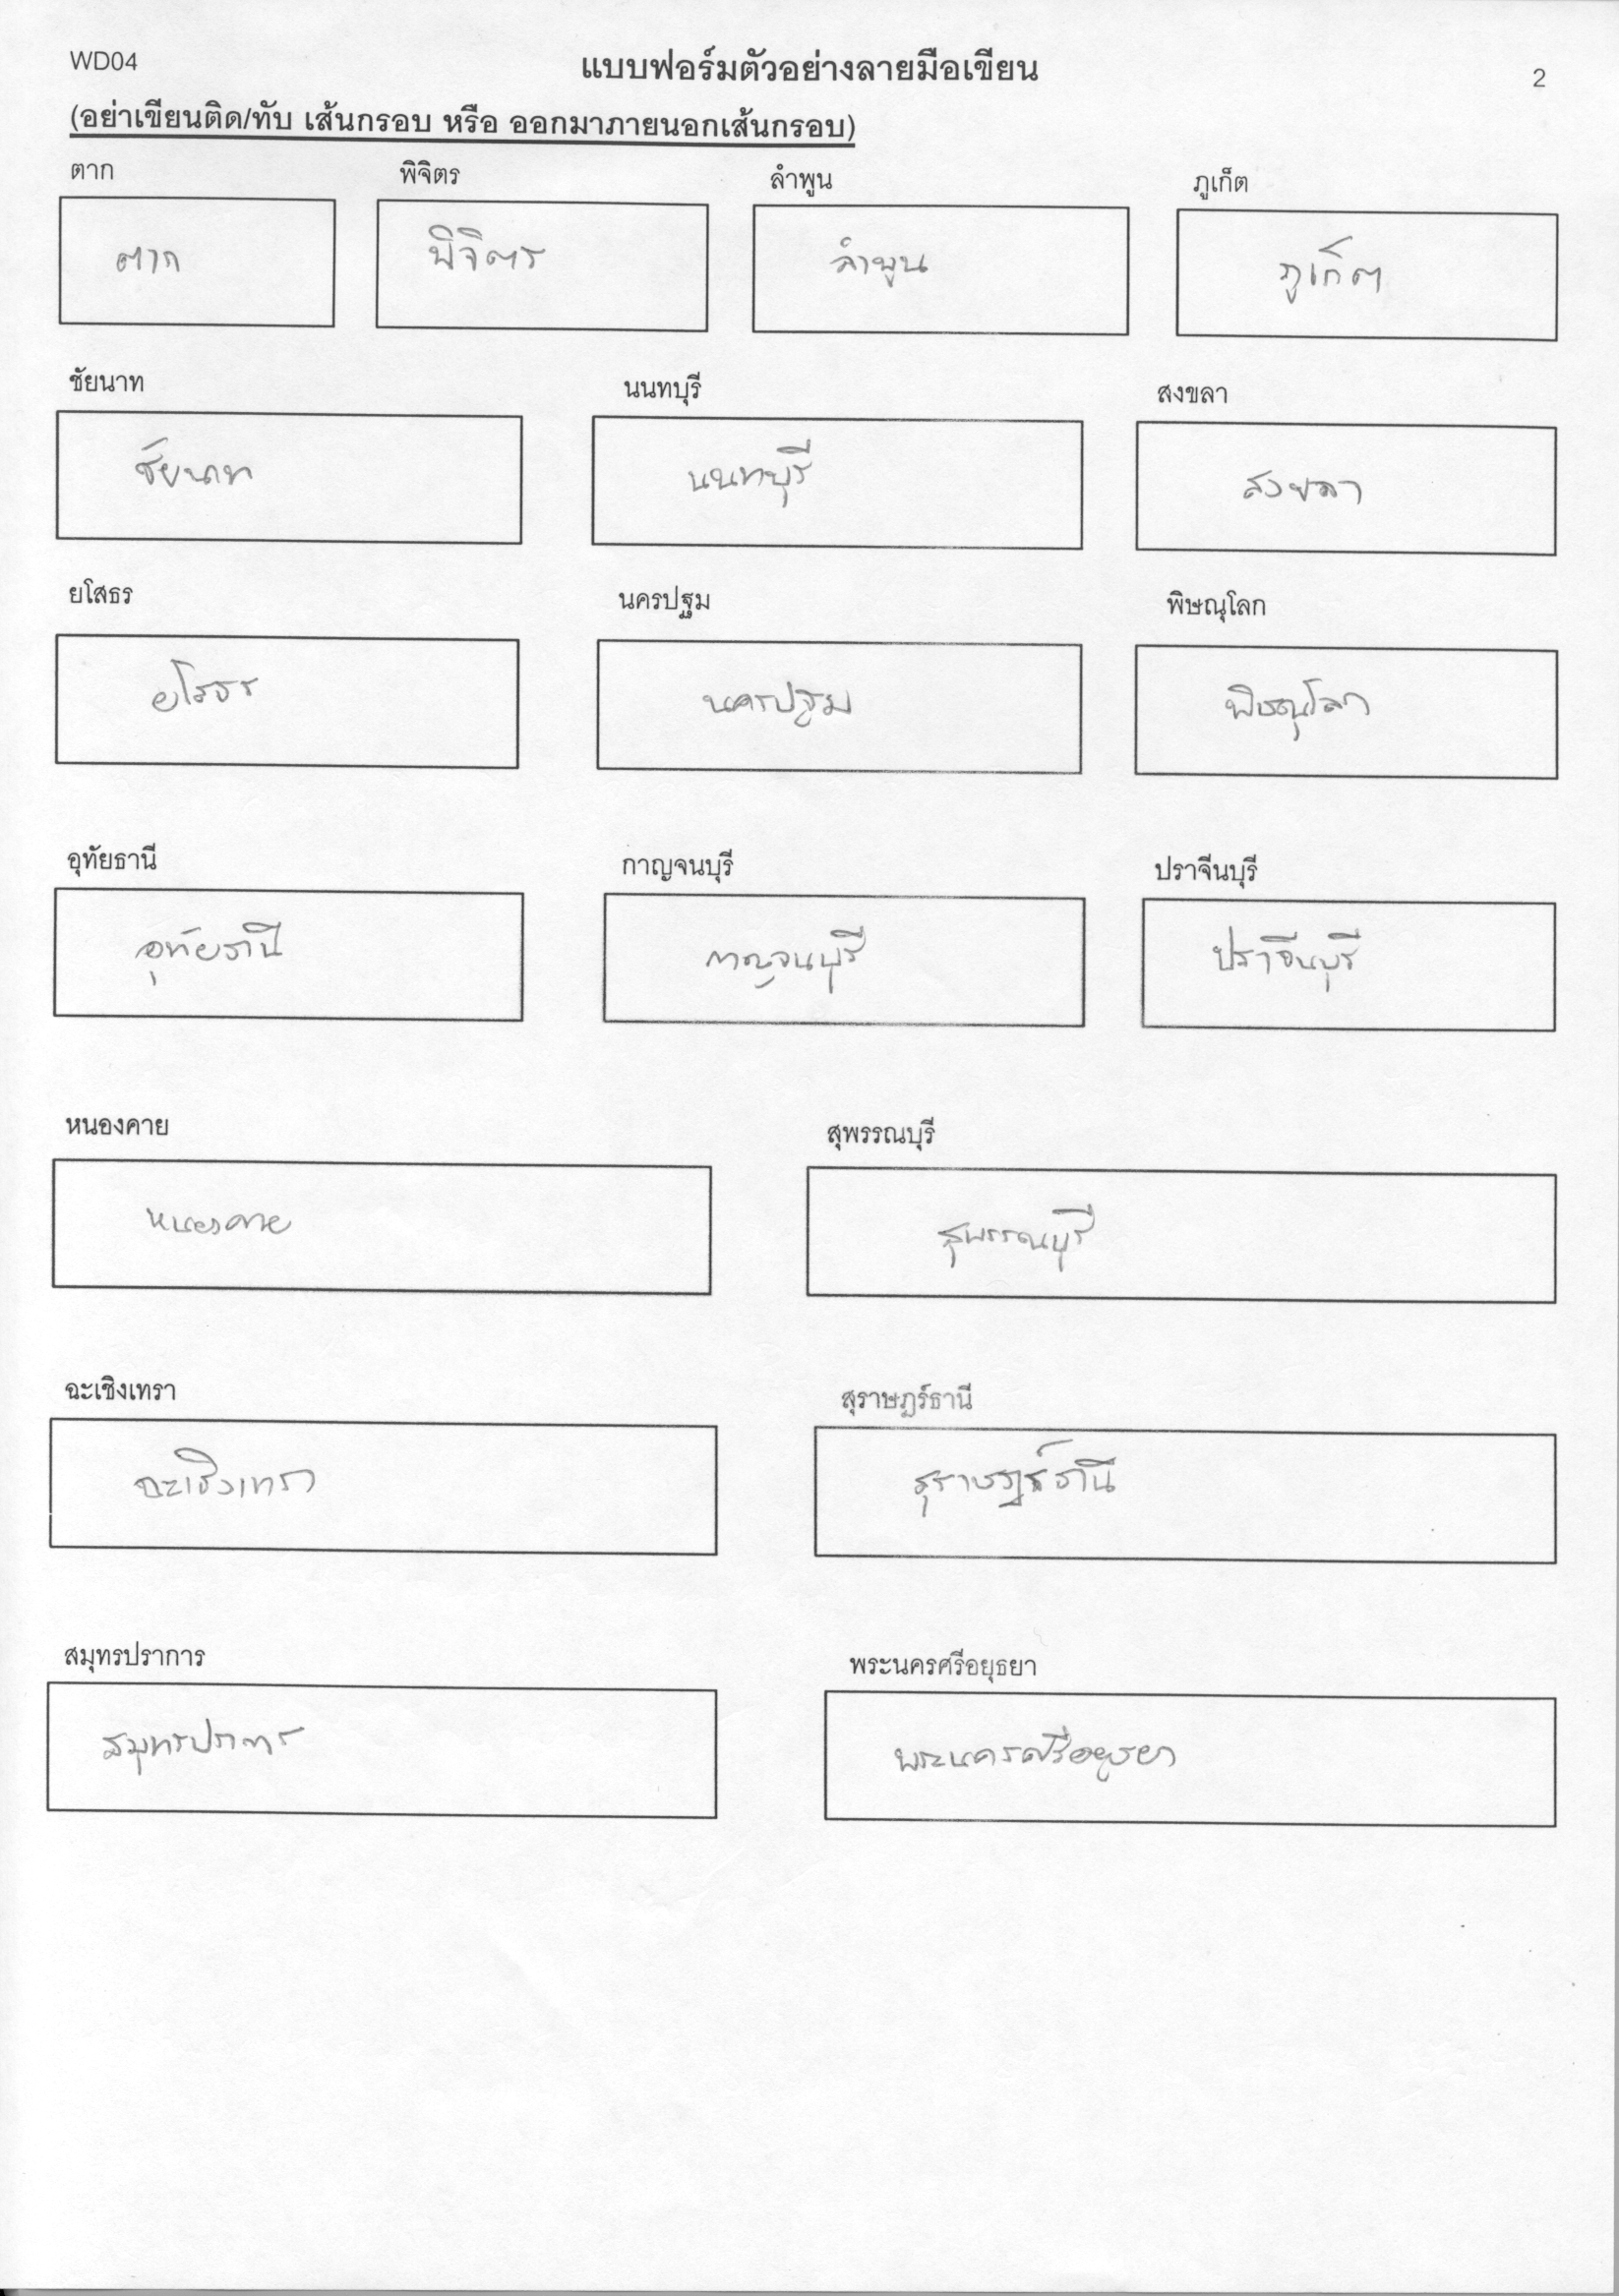 WD04 แบบฟอร์มตัวอย่างลายมือเขียน 2
(อย่าเขียนติด/ทับ เส้นกรอบ หรือ ออกมาภายนอกเส้นกรอบ)
ตาก พิจิตร ลำพูน ภูเก็ต
ตาก พิจิตร ลำพูน ภูเก็ต
ชัยนาท นนทบุรี สงขลา
ชัยนาท นนทบุรี สงขลา
ยโสธร นครปฐม พิษณุโลก
ยโสธร นครปฐม พิษณุโลก
อุทัยธานี กาญจนบุรี ปราจีนบุรี
อุทัยธานี กาญจนบุรี ปราจีนบุรี
หนองคาย สุพรรณบุรี
หนองคาย สุพรรณบุรี
ฉะเชิงเทรา สุราษฎร์ธานี
ฉะเชิงเทรา สุราษฎร์ธานี
สมุทรปราการ พระนครศรีอยุธยา
สมุทรปราการ พระนครศรีอยุธยา